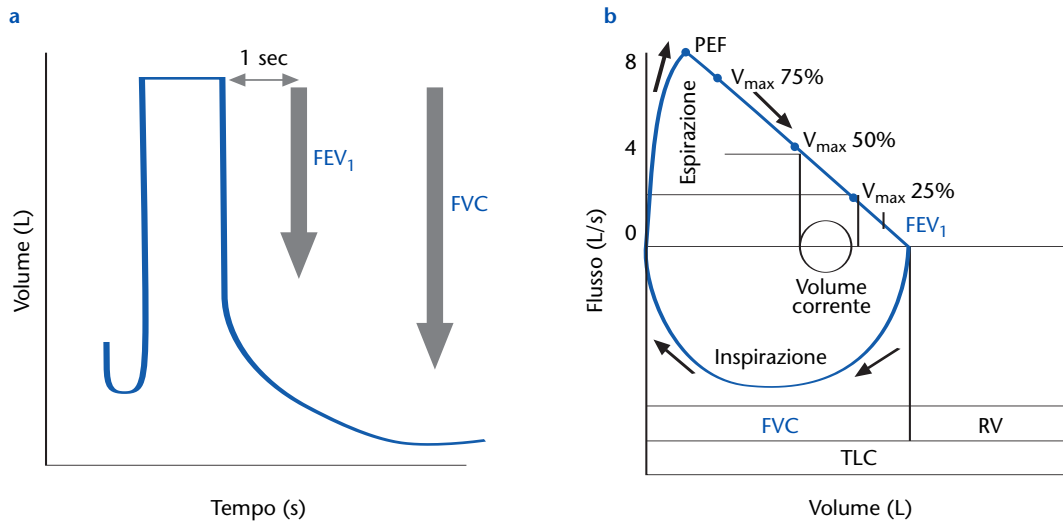 a
1 sec
FEV1
FVC
Volume (L)
Tempo (s)
b
8
4
0
Flusso (L/s)
PEF
Vmax 75%
Espirazione
Vmax 50%
Vmax 25%
FEV1
Volume
corrente
Inspirazione
FVC
RV
TLC
Volume (L)